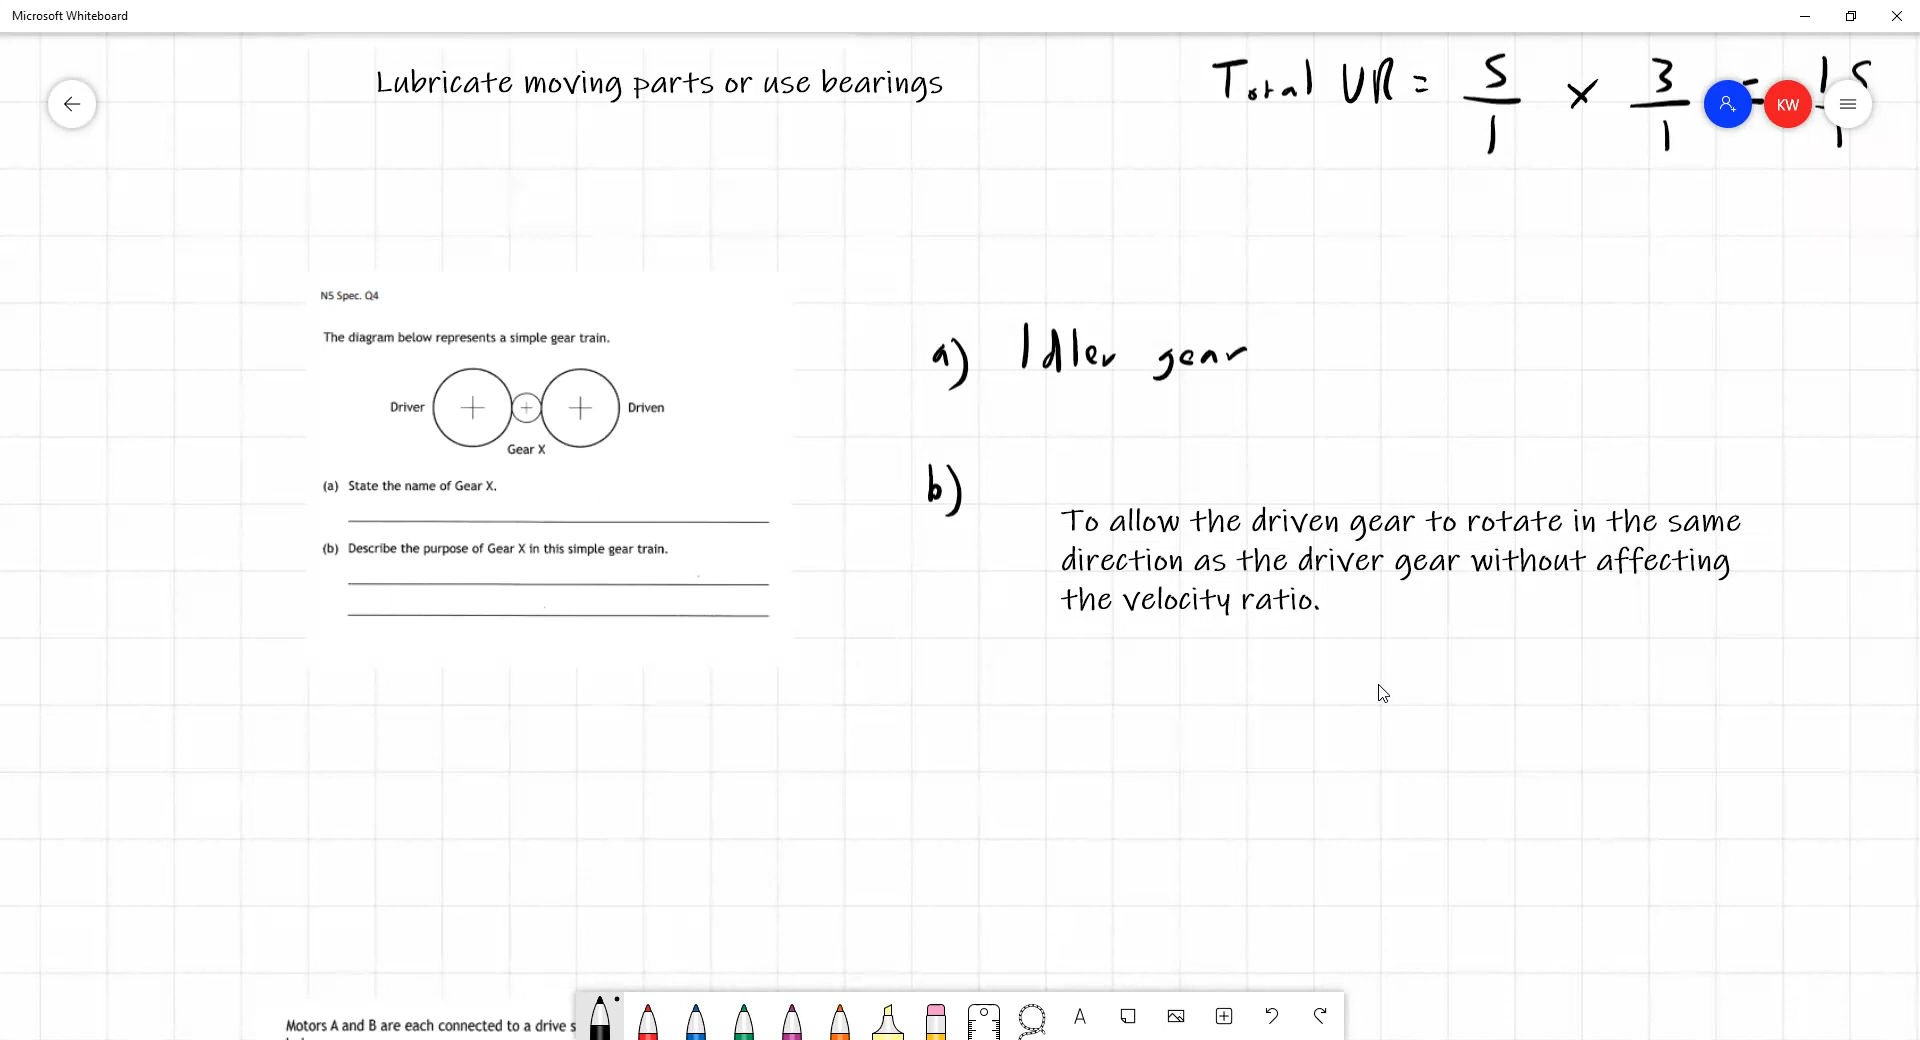 Microsoft Whiteboard
Lubricate moving parts or use bearings
Total VR = 5/1 × 3/1 = 15/1
KW
N5 Spec. Q4
The diagram below represents a simple gear train.
Driver
Driven
Gear X
(a) State the name of Gear X.
(b) Describe the purpose of Gear X in this simple gear train.
a) Idler gear
b)
To allow the driven gear to rotate in the same
direction as the driver gear without affecting
the velocity ratio.
Motors A and B are each connected to a drive s
A